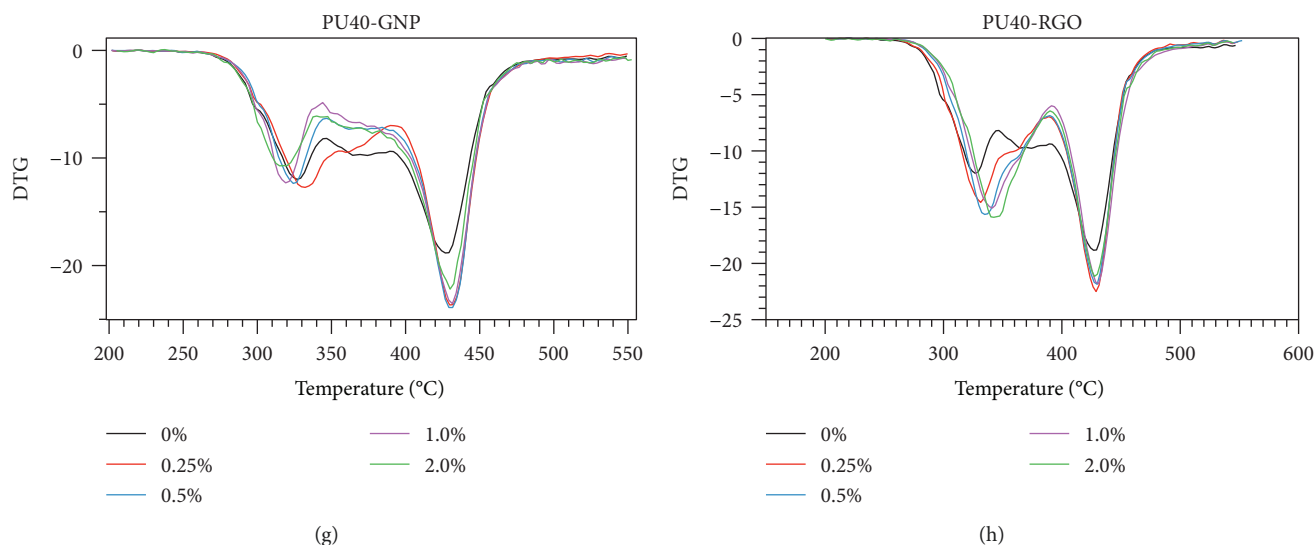 PU40-GNP
0
−10
−20
DTG
200 250 300 350 400 450 500 550
Temperature (°C)
0%
0.25%
0.5%
1.0%
2.0%
(g)
PU40-RGO
0
−5
−10
−15
−20
−25
DTG
200 300 400 500 600
Temperature (°C)
0%
0.25%
0.5%
1.0%
2.0%
(h)